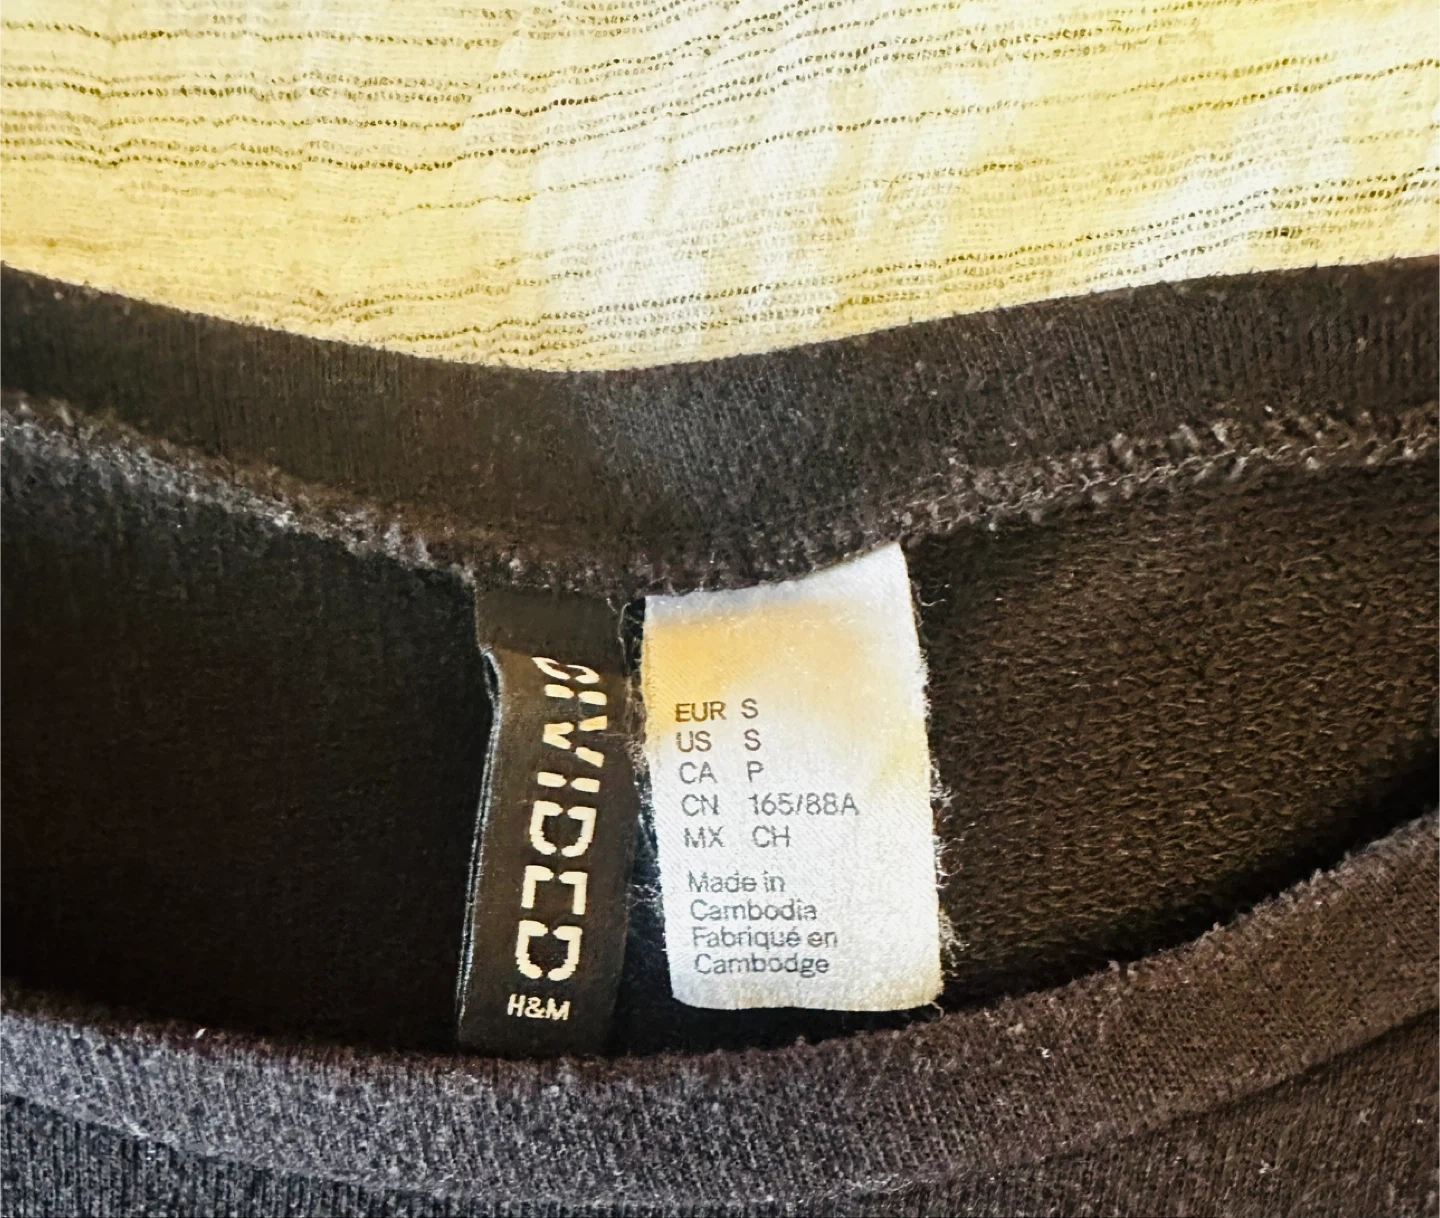 DIVIDED
H&M
EUR S
US S
CA P
CN 165/88A
MX CH
Made in
Cambodia
Fabriqué en
Cambodge